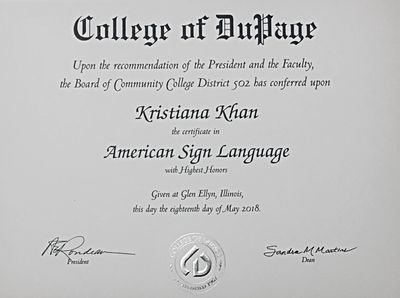 College of DuPage
Upon the recommendation of the President and the Faculty,
the Board of Community College District 502 has conferred upon
Kristiana Khan
the certificate in
American Sign Language
with Highest Honors
Given at Glen Ellyn, Illinois,
this day the eighteenth day of May 2018.
President
Sandra M Martins
Dean